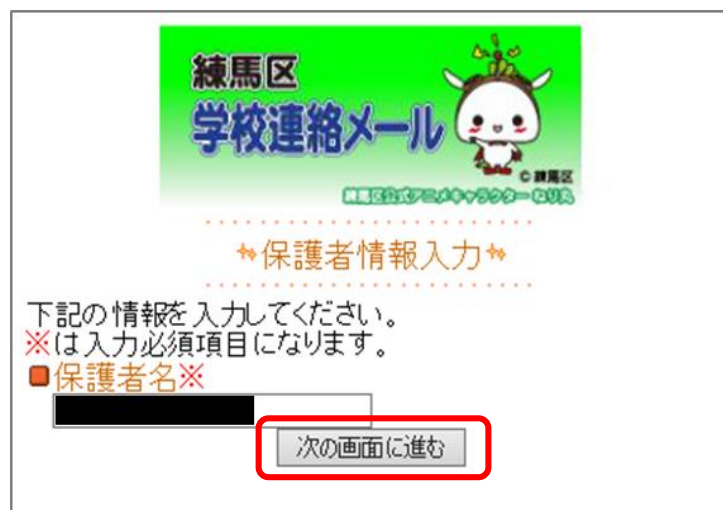 練馬区
学校連絡メール
© 練馬区
練馬区公式アニメキャラクター ねり丸
保護者情報入力
下記の情報を入力してください。
※は入力必須項目になります。
■保護者名※
次の画面に進む